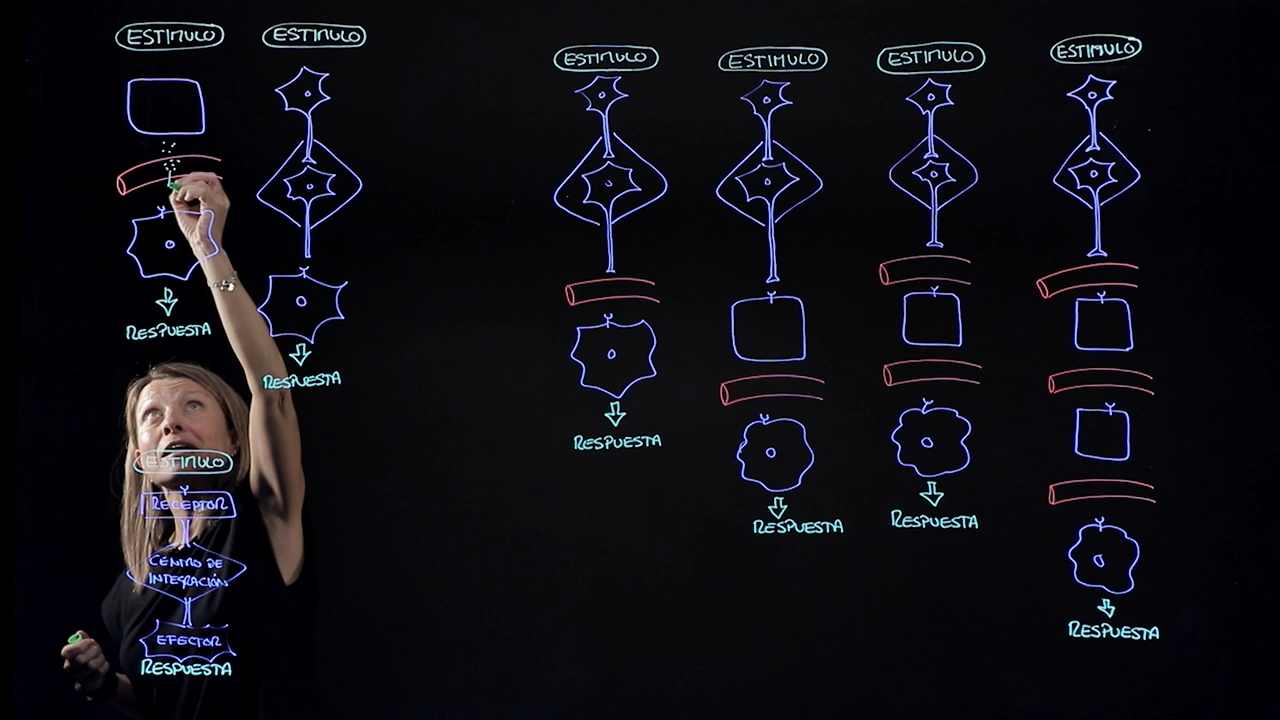 ESTIMULO
RESPUESTA
ESTIMULO
RECEPTOR
CENTRO DE
INTEGRACIÓN
EFECTOR
RESPUESTA
ESTIMULO
RESPUESTA
ESTIMULO
RESPUESTA
ESTIMULO
RESPUESTA
ESTIMULO
RESPUESTA
ESTIMULO
RESPUESTA